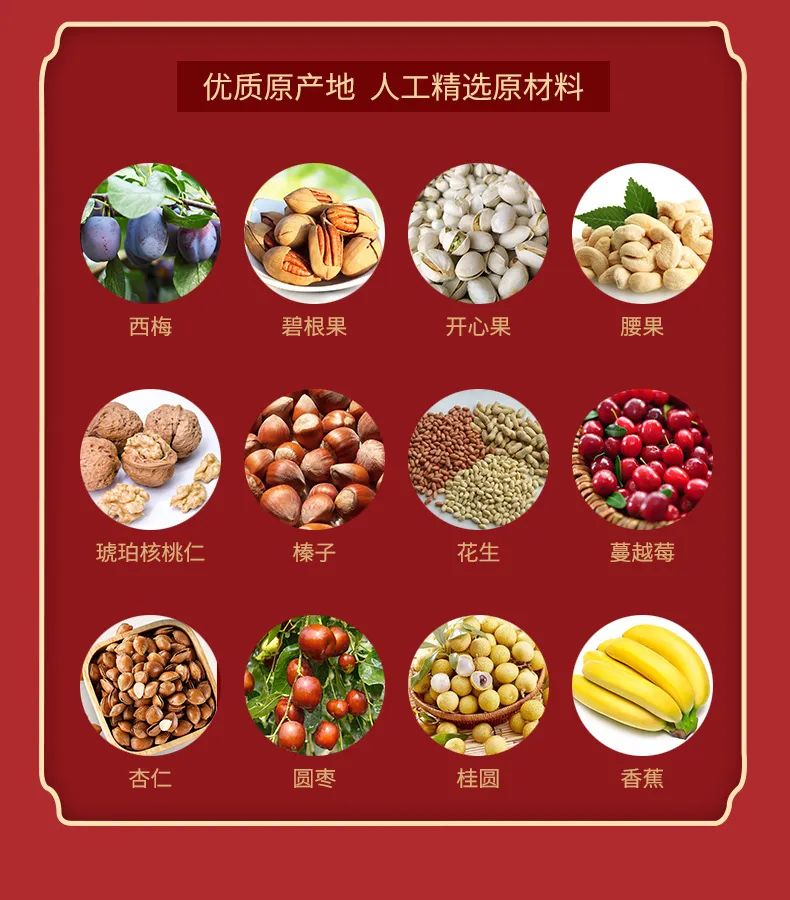 优质原产地 人工精选原材料
西梅
碧根果
开心果
腰果
琥珀核桃仁
榛子
花生
蔓越莓
杏仁
圆枣
桂圆
香蕉